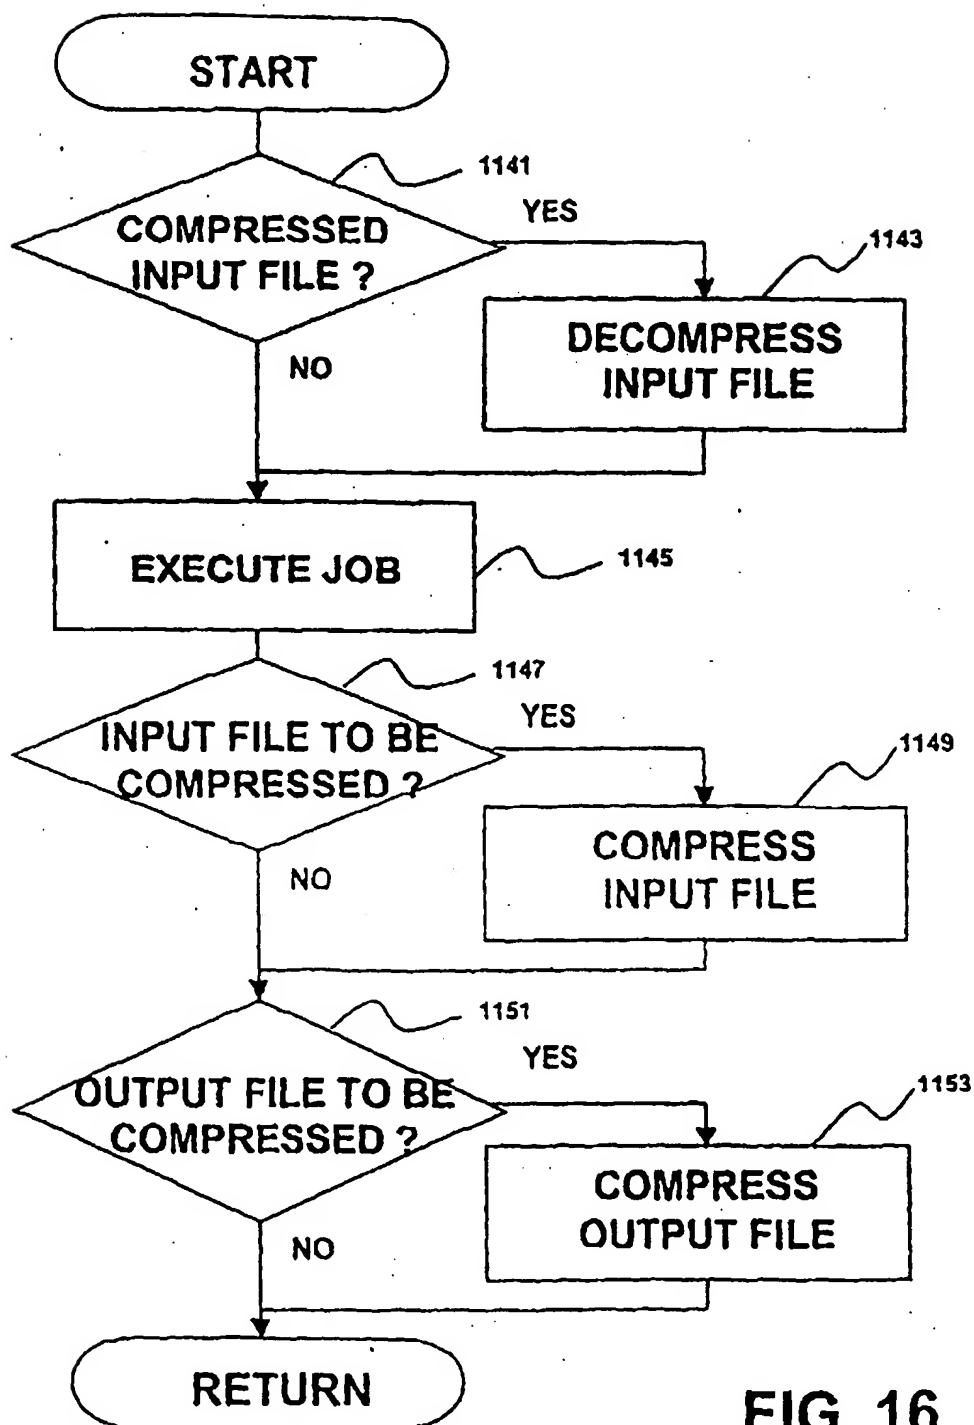 START
1141
COMPRESSED
INPUT FILE ?
YES
1143
DECOMPRESS
INPUT FILE
NO
EXECUTE JOB
1145
1147
INPUT FILE TO BE
COMPRESSED ?
YES
1149
COMPRESS
INPUT FILE
NO
1151
OUTPUT FILE TO BE
COMPRESSED ?
YES
1153
COMPRESS
OUTPUT FILE
NO
RETURN
FIG. 16